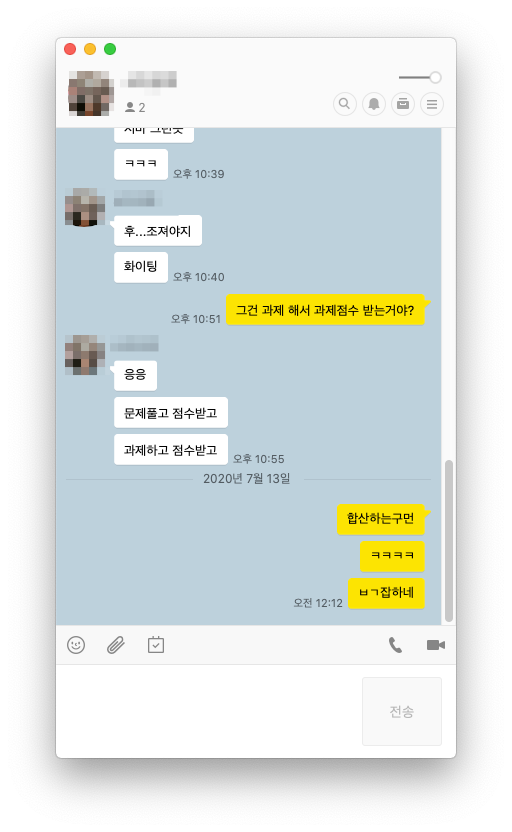 2
ㅋㅋㅋ
오후 10:39
후...조져야지
화이팅
오후 10:40
그건 과제 해서 과제점수 받는거야?
오후 10:51
응응
문제풀고 점수받고
과제하고 점수받고
오후 10:55
2020년 7월 13일
합산하는구먼
ㅋㅋㅋㅋ
ㅂㄱ잡하네
오전 12:12
전송